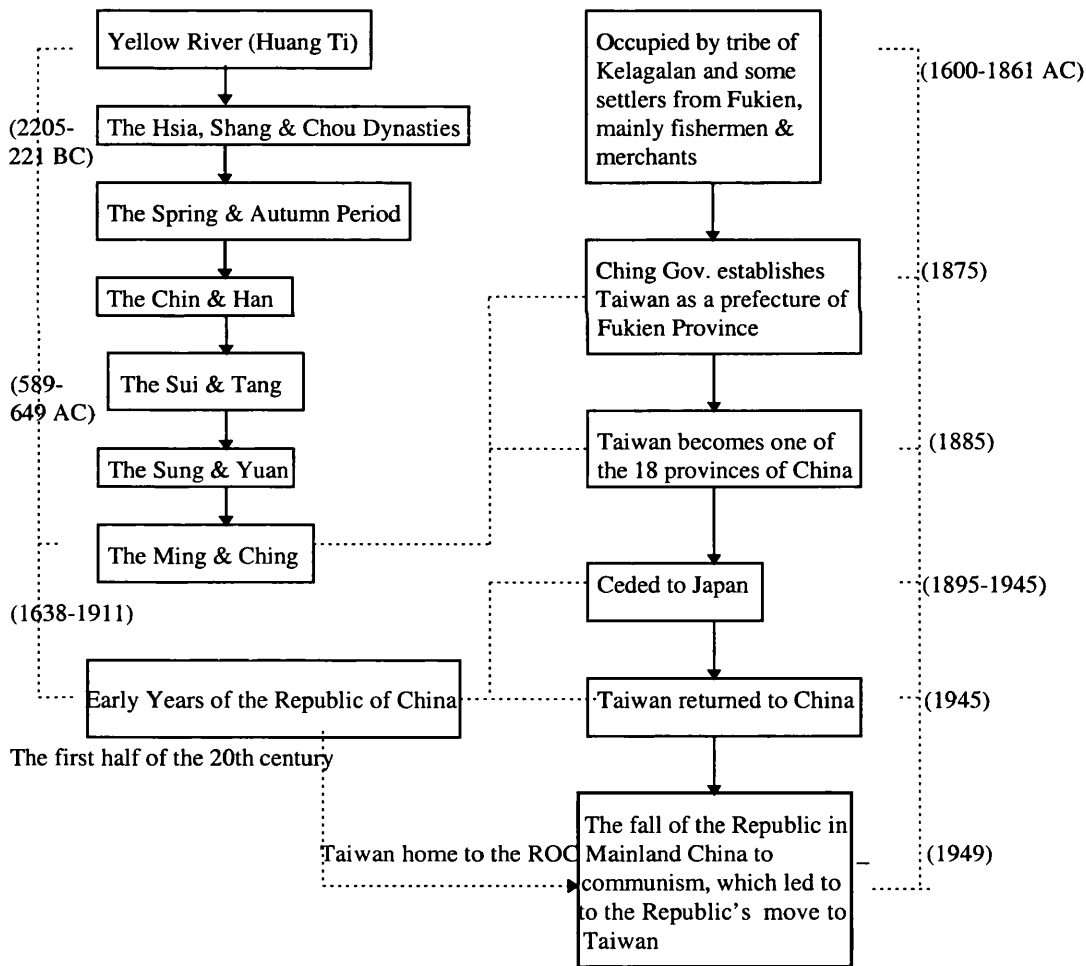 Yellow River (Huang Ti)
(2205-
221 BC)
The Hsia, Shang & Chou Dynasties
The Spring & Autumn Period
The Chin & Han
(589-
649 AC)
The Sui & Tang
The Sung & Yuan
The Ming & Ching
(1638-1911)
Early Years of the Republic of China
The first half of the 20th century
Taiwan home to the ROC
Occupied by tribe of
Kelagalan and some
settlers from Fukien,
mainly fishermen &
merchants
(1600-1861 AC)
Ching Gov. establishes
Taiwan as a prefecture of
Fukien Province
(1875)
Taiwan becomes one of
the 18 provinces of China
(1885)
Ceded to Japan
(1895-1945)
Taiwan returned to China
(1945)
The fall of the Republic in
Mainland China to
communism, which led to
to the Republic's move to
Taiwan
(1949)